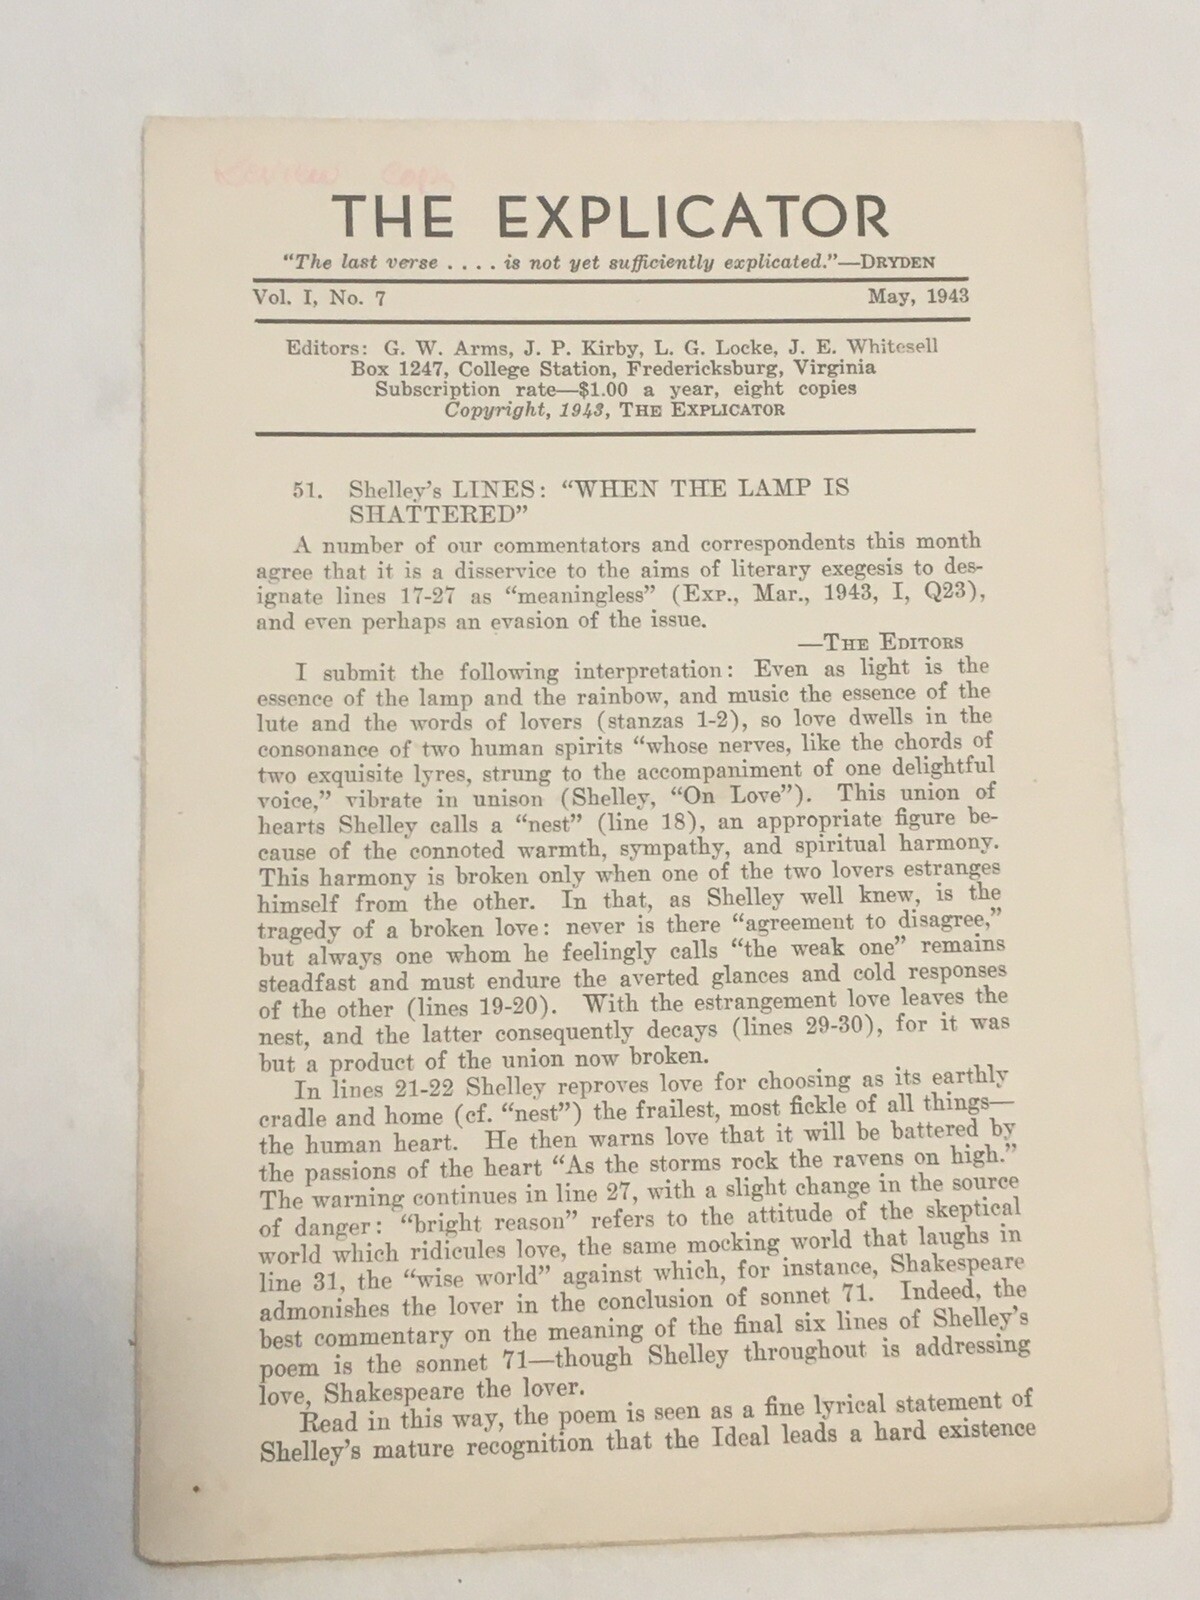 Review Copy
THE EXPLICATOR
"The last verse . . . . is not yet sufficiently explicated."—DRYDEN
Vol. I, No. 7 May, 1943
Editors: G. W. Arms, J. P. Kirby, L. G. Locke, J. E. Whitesell
Box 1247, College Station, Fredericksburg, Virginia
Subscription rate—$1.00 a year, eight copies
Copyright, 1943, THE EXPLICATOR
51. Shelley's LINES: "WHEN THE LAMP IS
SHATTERED"
A number of our commentators and correspondents this month
agree that it is a disservice to the aims of literary exegesis to des-
ignate lines 17-27 as "meaningless" (EXP., Mar., 1943, I, Q23),
and even perhaps an evasion of the issue.
—THE EDITORS
I submit the following interpretation: Even as light is the
essence of the lamp and the rainbow, and music the essence of the
lute and the words of lovers (stanzas 1-2), so love dwells in the
consonance of two human spirits "whose nerves, like the chords of
two exquisite lyres, strung to the accompaniment of one delightful
voice," vibrate in unison (Shelley, "On Love"). This union of
hearts Shelley calls a "nest" (line 18), an appropriate figure be-
cause of the connoted warmth, sympathy, and spiritual harmony.
This harmony is broken only when one of the two lovers estranges
himself from the other. In that, as Shelley well knew, is the
tragedy of a broken love: never is there "agreement to disagree,"
but always one whom he feelingly calls "the weak one" remains
steadfast and must endure the averted glances and cold responses
of the other (lines 19-20). With the estrangement love leaves the
nest, and the latter consequently decays (lines 29-30), for it was
but a product of the union now broken.
In lines 21-22 Shelley reproves love for choosing as its earthly
cradle and home (cf. "nest") the frailest, most fickle of all things—
the human heart. He then warns love that it will be battered by
the passions of the heart "As the storms rock the ravens on high."
The warning continues in line 27, with a slight change in the source
of danger: "bright reason" refers to the attitude of the skeptical
world which ridicules love, the same mocking world that laughs in
line 31, the "wise world" against which, for instance, Shakespeare
admonishes the lover in the conclusion of sonnet 71. Indeed, the
best commentary on the meaning of the final six lines of Shelley's
poem is the sonnet 71—though Shelley throughout is addressing
love, Shakespeare the lover.
Read in this way, the poem is seen as a fine lyrical statement of
Shelley's mature recognition that the Ideal leads a hard existence